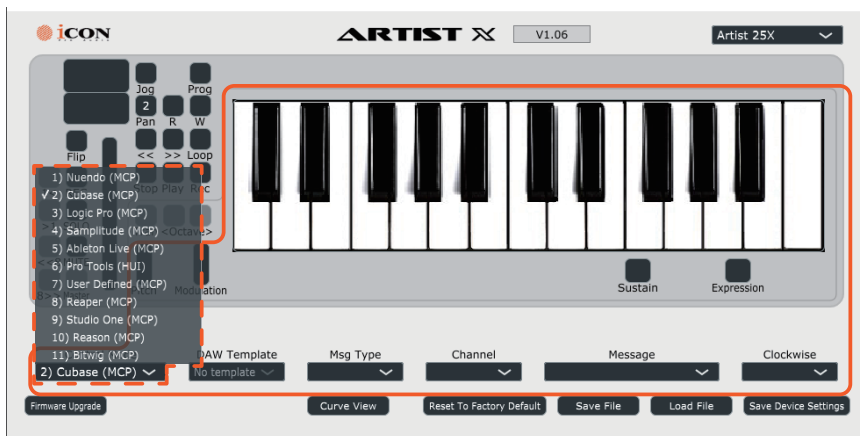 iCON
ARTIST X
V1.06
Artist 25X
Jog
Prog
2
Pan
R
W
Flip
<<
>>
Loop
Stop
Play
Rec
<Octave>
Pitch
Modulation
Sustain
Expression
1) Nuendo (MCP)
✓ 2) Cubase (MCP)
3) Logic Pro (MCP)
4) Samplitude (MCP)
5) Ableton Live (MCP)
6) Pro Tools (HUI)
7) User Defined (MCP)
8) Reaper (MCP)
9) Studio One (MCP)
10) Reason (MCP)
11) Bitwig (MCP)
DAW Template
Msg Type
Channel
Message
Clockwise
2) Cubase (MCP)
No template
Firmware Upgrade
Curve View
Reset To Factory Default
Save File
Load File
Save Device Settings